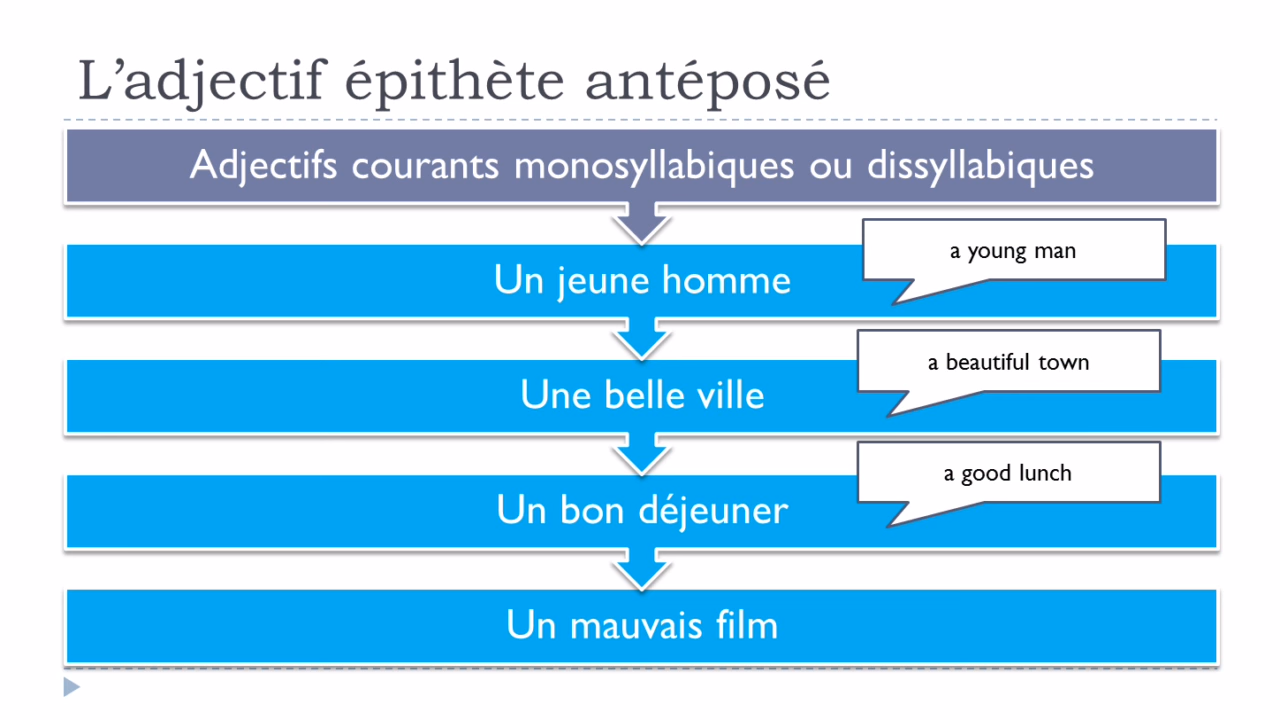 L’adjectif épithète antéposé
Adjectifs courants monosyllabiques ou dissyllabiques
Un jeune homme
a young man
Une belle ville
a beautiful town
Un bon déjeuner
a good lunch
Un mauvais film